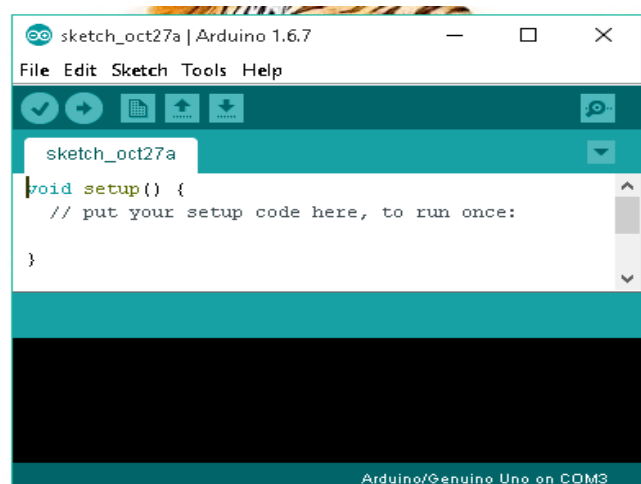 sketch_oct27a | Arduino 1.6.7
File Edit Sketch Tools Help
sketch_oct27a
void setup() {
  // put your setup code here, to run once:
}
Arduino/Genuino Uno on COM3